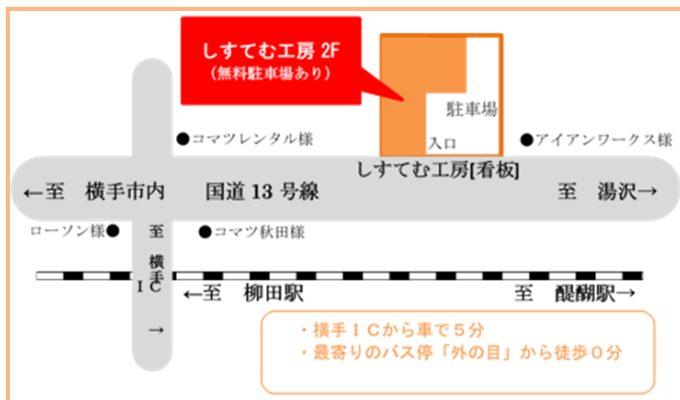 しすてむ工房 2F
（無料駐車場あり）
駐車場
入口
●コマツレンタル様
●アイアンワークス様
しすてむ工房[看板]
←至 横手市内
国道 13 号線
至 湯沢→
ローソン様●
●コマツ秋田様
至 横手ＩＣ →
←至 柳田駅
至 醍醐駅→
・横手ＩＣから車で５分
・最寄りのバス停「外の目」から徒歩０分